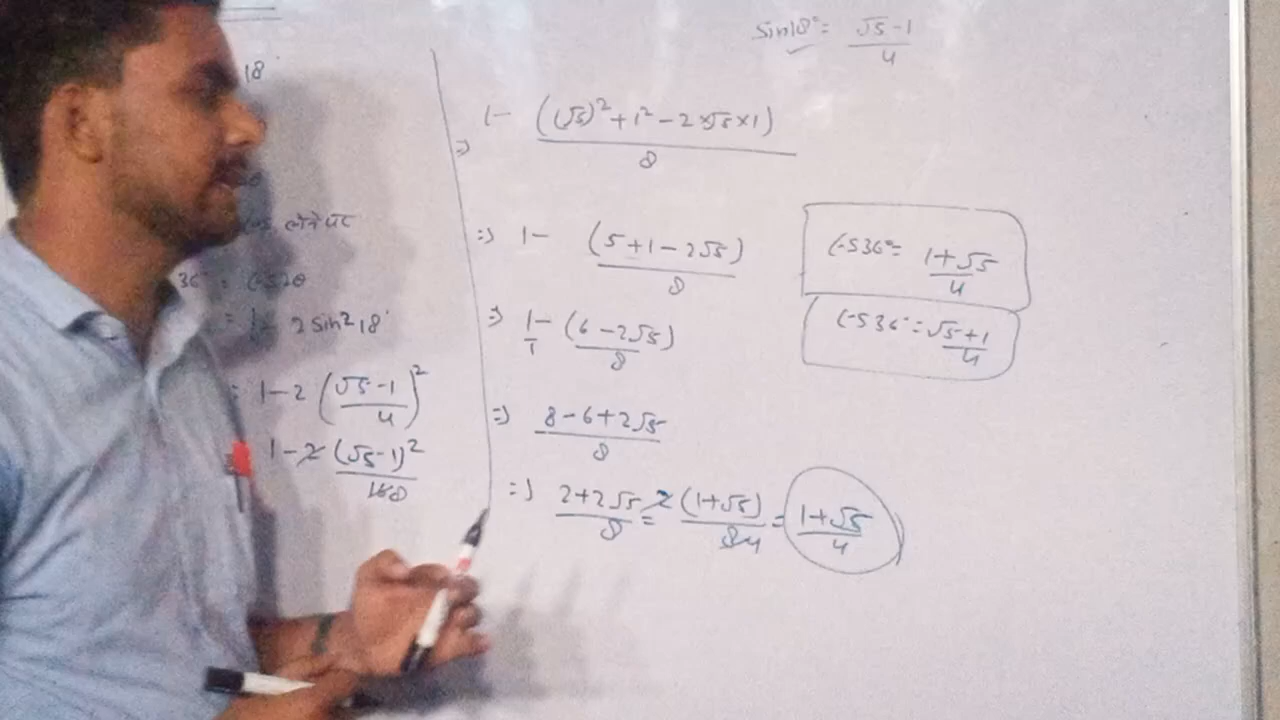 sin18° = √5-1/4
18°
लेने पर
36° = cos2θ
= 1- 2sin²18°
= 1-2 (√5-1/4)²
1-2 (√5-1)²/16 8
=> 1- ((√5)²+1²-2×√5×1)/8
=> 1- (5+1-2√5)/8
=> 1/1 - (6-2√5)/8
=> 8-6+2√5/8
=> 2+2√5/8 = 2(1+√5)/8 4 = 1+√5/4
cos36° = 1+√5/4
cos36° = √5+1/4